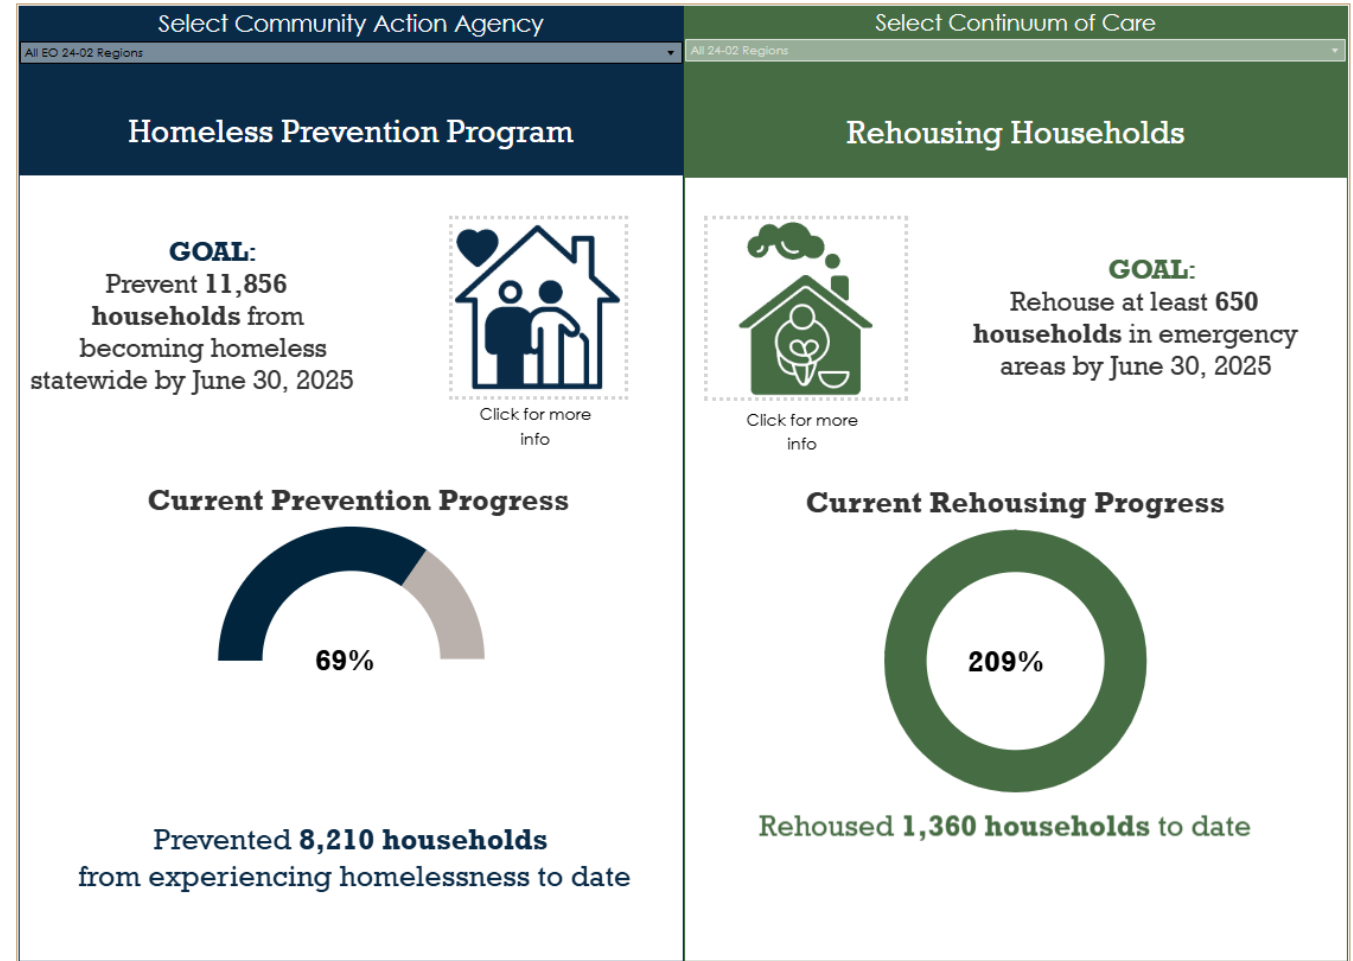 Select Community Action Agency
All EO 24-02 Regions
Homeless Prevention Program
GOAL:
Prevent 11,856
households from
becoming homeless
statewide by June 30, 2025
Click for more
info
Current Prevention Progress
69%
Prevented 8,210 households
from experiencing homelessness to date
Select Continuum of Care
All 24-02 Regions
Rehousing Households
Click for more
info
GOAL:
Rehouse at least 650
households in emergency
areas by June 30, 2025
Current Rehousing Progress
209%
Rehoused 1,360 households to date